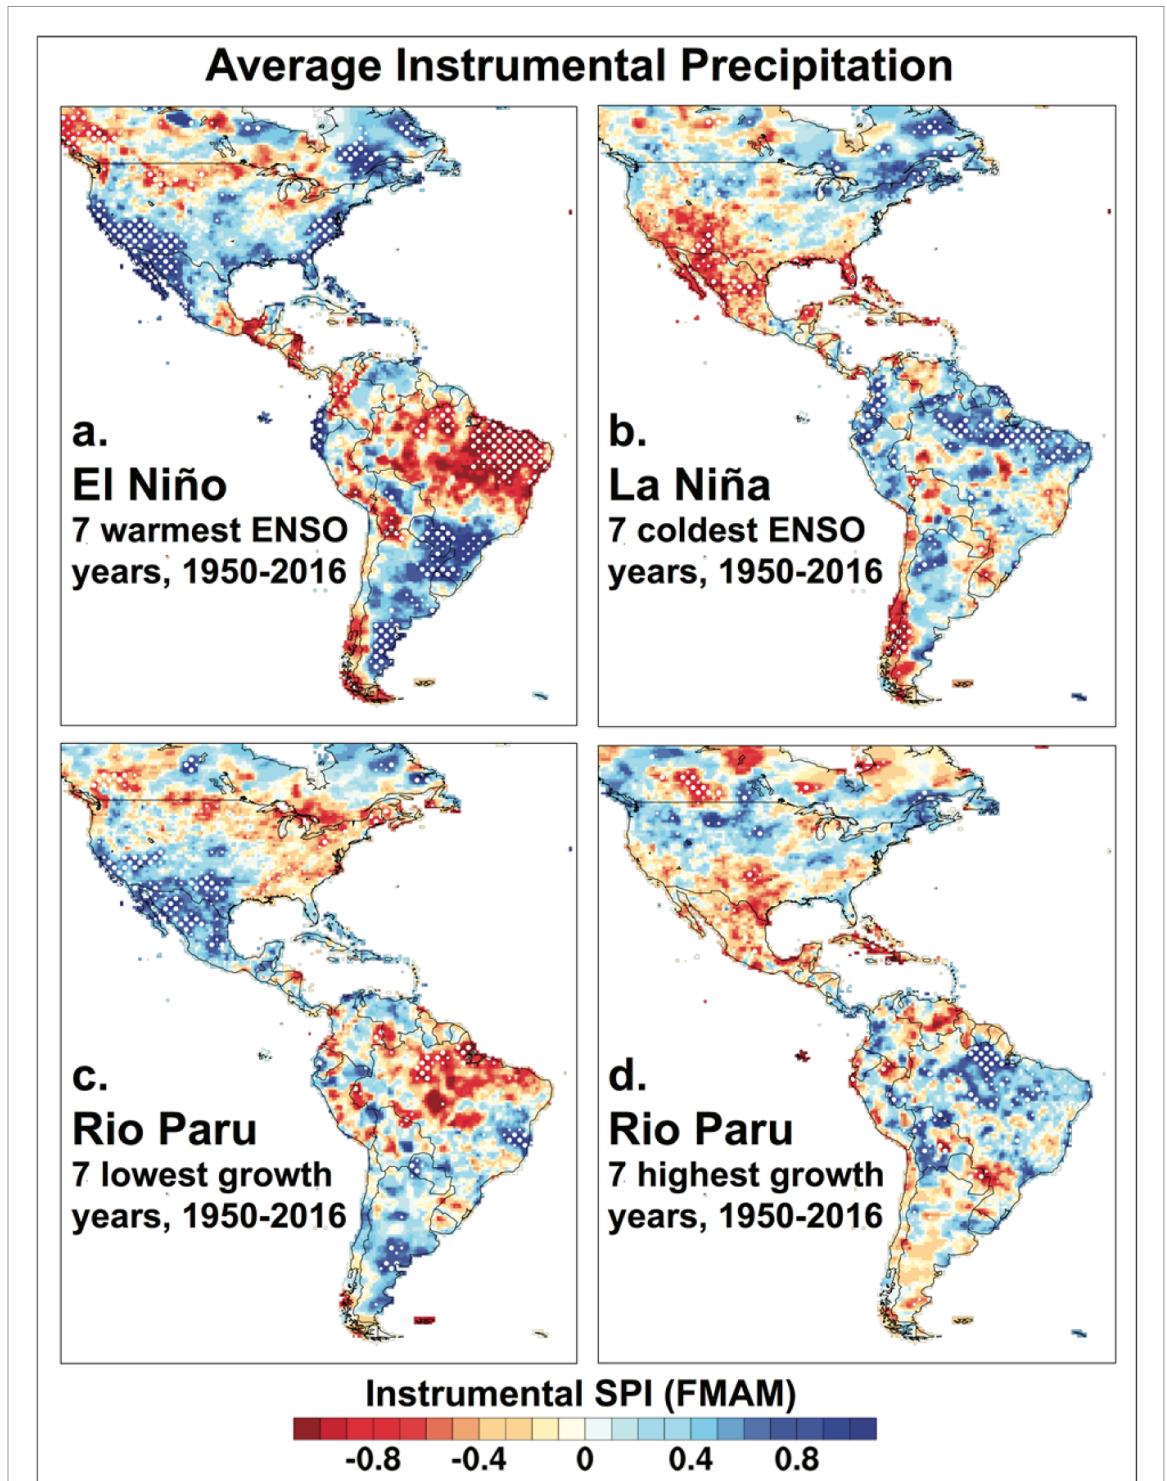 Average Instrumental Precipitation
a.
El Niño
7 warmest ENSO
years, 1950-2016
b.
La Niña
7 coldest ENSO
years, 1950-2016
c.
Rio Paru
7 lowest growth
years, 1950-2016
d.
Rio Paru
7 highest growth
years, 1950-2016
Instrumental SPI (FMAM)
-0.8 -0.4 0 0.4 0.8